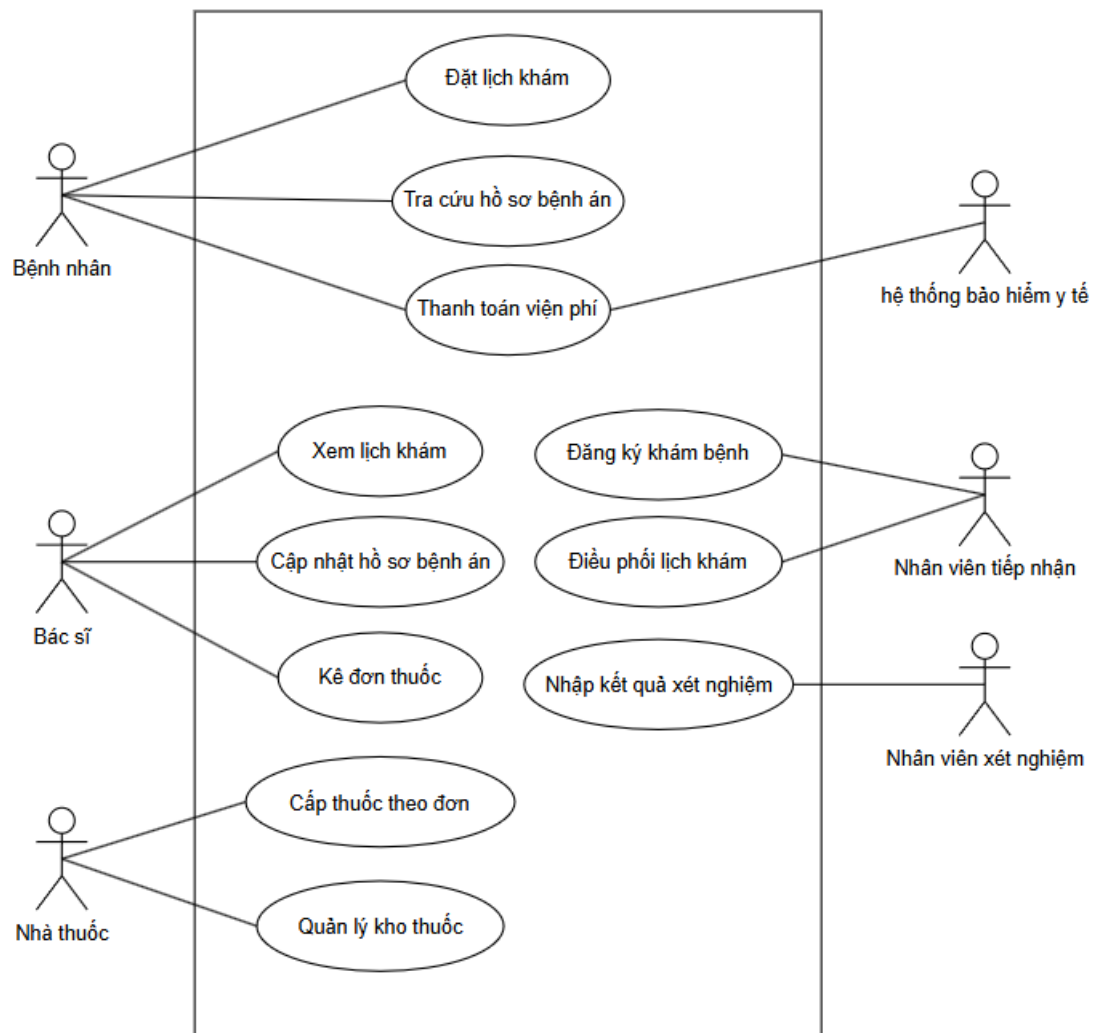 Đặt lịch khám
Tra cứu hồ sơ bệnh án
Bệnh nhân
Thanh toán viện phí
hệ thống bảo hiểm y tế
Xem lịch khám
Đăng ký khám bệnh
Cập nhật hồ sơ bệnh án
Điều phối lịch khám
Nhân viên tiếp nhận
Bác sĩ
Kê đơn thuốc
Nhập kết quả xét nghiệm
Nhân viên xét nghiệm
Cấp thuốc theo đơn
Quản lý kho thuốc
Nhà thuốc